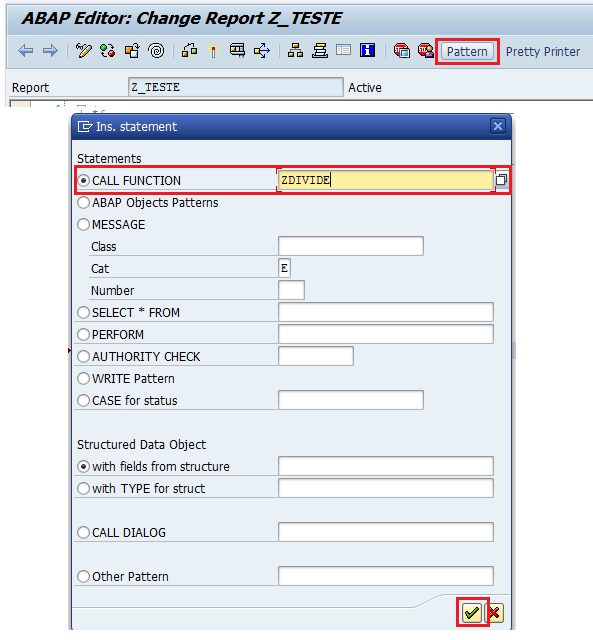 ABAP Editor: Change Report Z_TESTE
Pattern Pretty Printer
Report Z_TESTE Active
Ins. statement
Statements
CALL FUNCTION ZDIVIDE
ABAP Objects Patterns
MESSAGE
Class
Cat E
Number
SELECT * FROM
PERFORM
AUTHORITY CHECK
WRITE Pattern
CASE for status
Structured Data Object
with fields from structure
with TYPE for struct
CALL DIALOG
Other Pattern